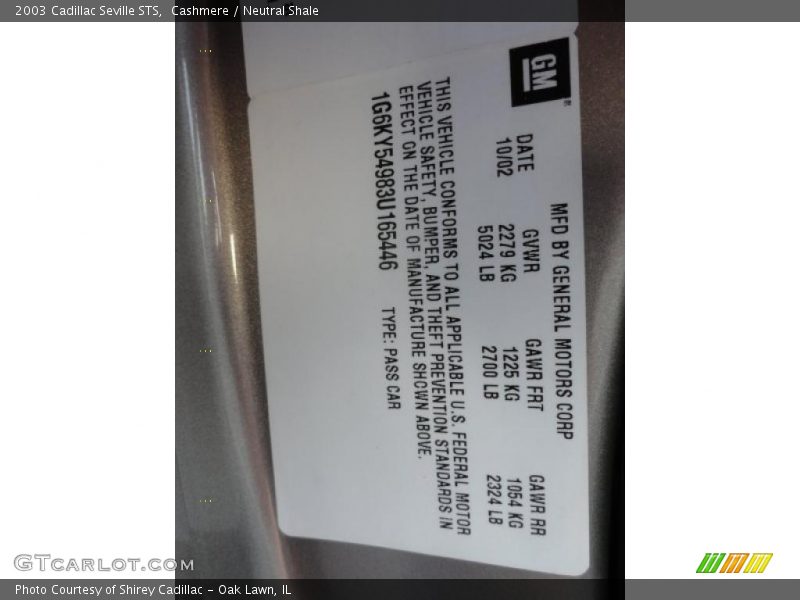 2003 Cadillac Seville STS,  Cashmere / Neutral Shale
GM
MFD BY GENERAL MOTORS CORP
DATE GVWR GAWR FRT GAWR RR
10/02 2279 KG 1225 KG 1054 KG
5024 LB 2700 LB 2324 LB
THIS VEHICLE CONFORMS TO ALL APPLICABLE U.S. FEDERAL MOTOR
VEHICLE SAFETY, BUMPER, AND THEFT PREVENTION STANDARDS IN
EFFECT ON THE DATE OF MANUFACTURE SHOWN ABOVE.
1G6KY54983U165446 TYPE: PASS CAR
GTcarlot.com
Photo Courtesy of Shirey Cadillac - Oak Lawn, IL